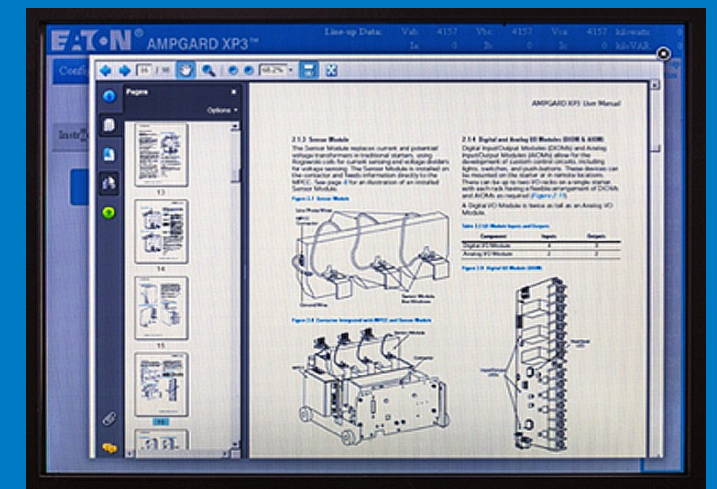 EATON AMPGARD XP3™
Line-up Data: Vab 4157 Vbc 4157 Vca 4157 kilowatts 0
Ia 0 Ib 0 Ic 0 kiloVAR 0
16 / 98 68.2%
Pages
Options
13
14
15
16
AMPGARD XP3 User Manual
2.1.3 Sensor Module
The Sensor Module replaces current and potential
voltage transformers in traditional starters, using
Rogowski coils for current sensing and voltage dividers
for voltage sensing. The Sensor Module is installed on
the contactor and feeds information directly to the
MPCC. See page 4 for an illustration of an installed
Sensor Module.
Figure 2.7 Sensor Module
Line Phase Wires
MPCC
Connector
Ground Wire
Sensor Module
Bus Windows
Figure 2.8 Contactor Integrated with MPCC and Sensor Module
Sensor Module
Contactor
2.1.4 Digital and Analog I/O Modules (DIOM & AIOM)
Digital Input/Output Modules (DIOMs) and Analog
Input/Output Modules (AIOMs) allow for the
development of custom control circuits, including
lights, switches, and push-buttons. These devices can
be mounted on the starter or in remote locations.
There can be up to two I/O racks on a single starter
with each rack having a flexible arrangement of DIOMs
and AIOMs as required
A Digital I/O Module is twice as tall as an Analog I/O
Module.
Table 2.2 I/O Module Inputs and Outputs
Component Inputs Outputs
Digital I/O Module
Analog I/O Module 2 2
Figure 2.9 Digital I/O Module (DIOM)